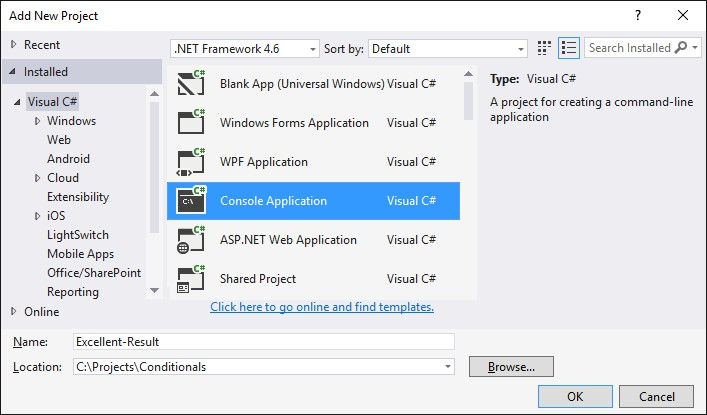 Add New Project ? ×
Recent
.NET Framework 4.6 Sort by: Default Search Installed
Installed
Visual C#
Windows
Web
Android
Cloud
Extensibility
iOS
LightSwitch
Mobile Apps
Office/SharePoint
Reporting
Online
C# Blank App (Universal Windows) Visual C#
C# Windows Forms Application Visual C#
C# WPF Application Visual C#
C# C:\ Console Application Visual C#
C# ASP.NET Web Application Visual C#
C# Shared Project Visual C#
Click here to go online and find templates.
Type: Visual C#
A project for creating a command-line
application
Name: Excellent-Result
Location: C:\Projects\Conditionals Browse...
OK Cancel